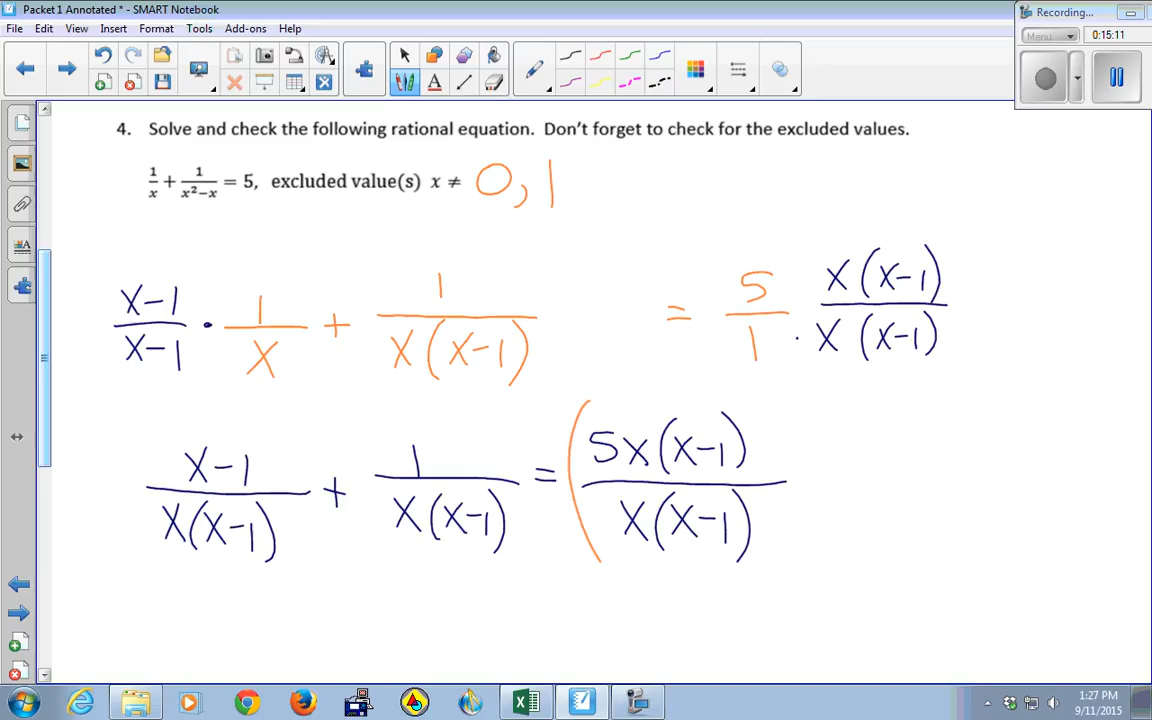 Packet 1 Annotated * - SMART Notebook
File Edit View Insert Format Tools Add-ons Help
Recording...
Menu
0:15:11
4. Solve and check the following rational equation. Don't forget to check for the excluded values.
1/x + 1/(x²−x) = 5, excluded value(s) x ≠ 0, 1
(x−1)/(x−1) · 1/x + 1/(x(x−1)) = 5/1 · (x(x−1))/(x(x−1))
(x−1)/(x(x−1)) + 1/(x(x−1)) = ((5x(x−1))/(x(x−1))
1:27 PM
9/11/2015